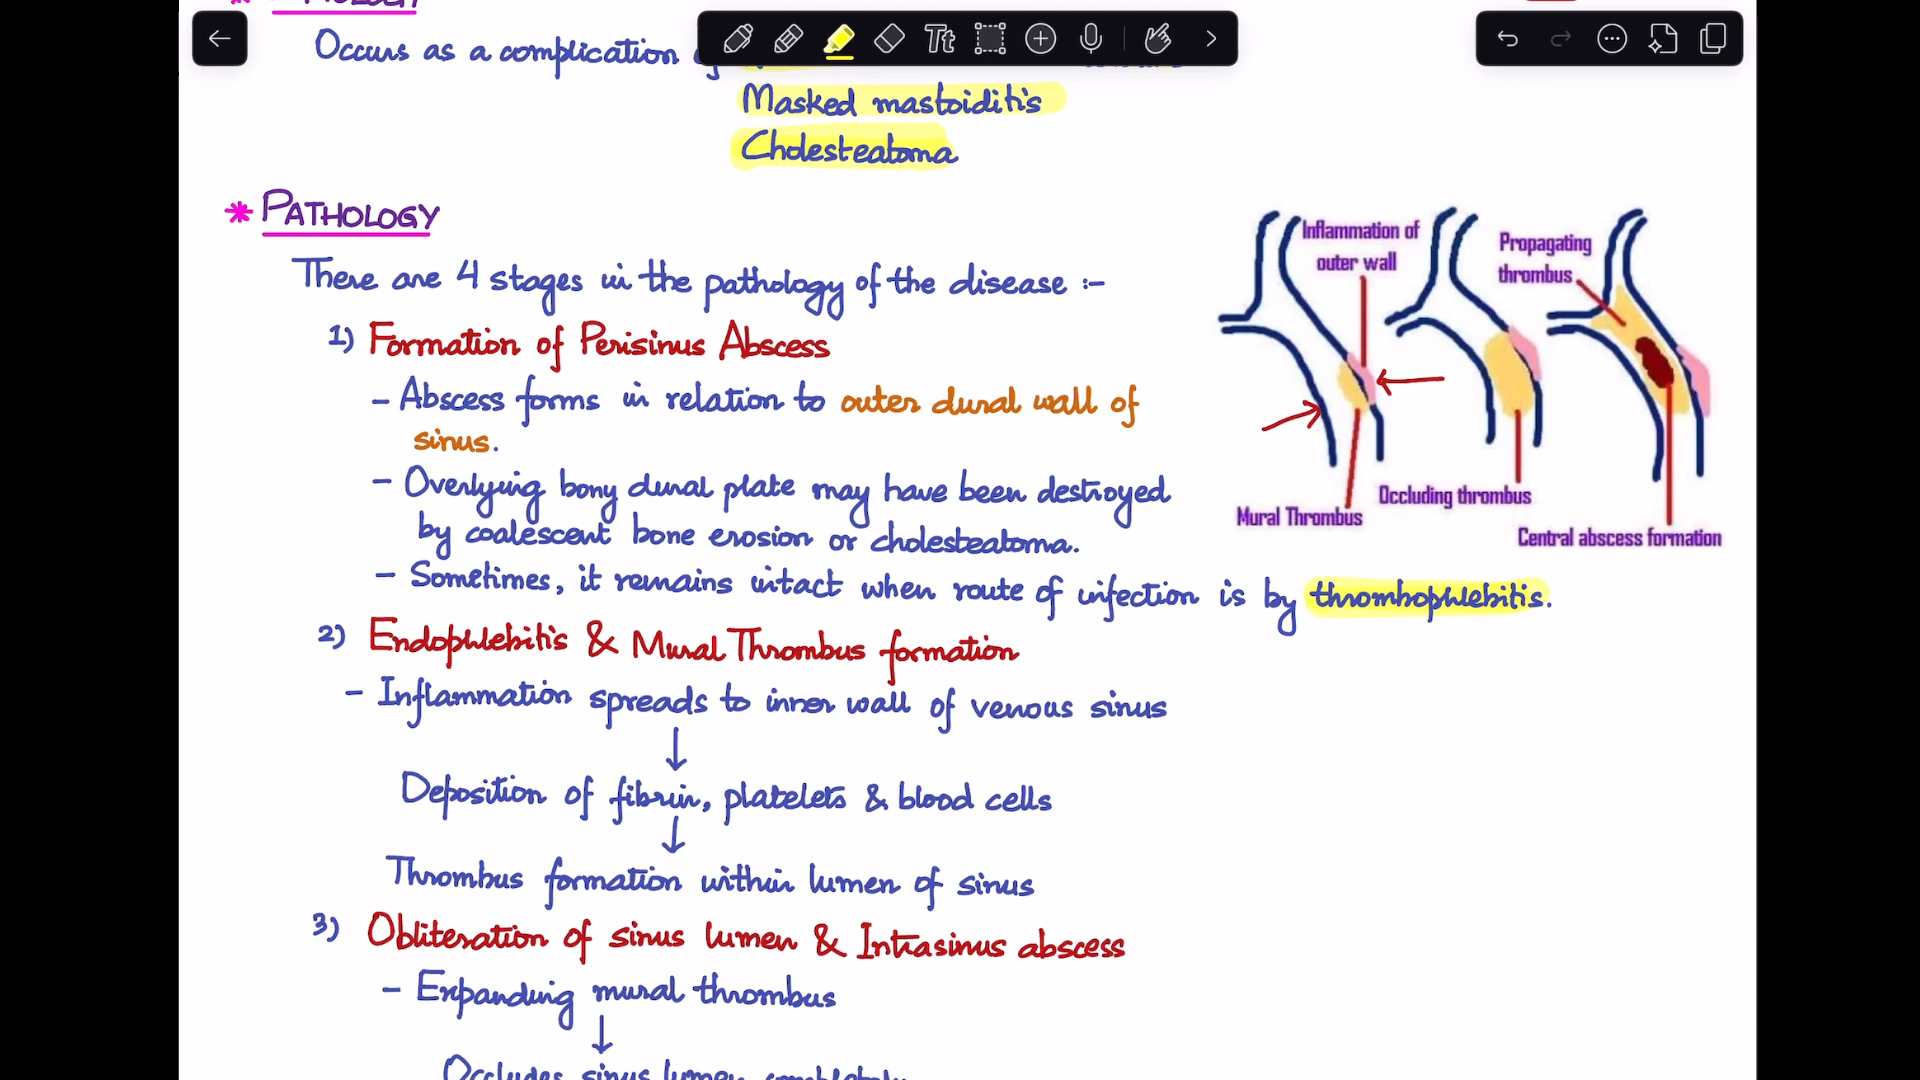 Occurs as a complication
Masked mastoiditis
Cholesteatoma
* PATHOLOGY
There are 4 stages in the pathology of the disease :-
1) Formation of Perisinus Abscess
- Abscess forms in relation to outer dural wall of
sinus.
- Overlying bony dural plate may have been destroyed
by coalescent bone erosion or cholesteatoma.
- Sometimes, it remains intact when route of infection is by thrombophlebitis.
2) Endophlebitis & Mural Thrombus formation
- Inflammation spreads to inner wall of venous sinus
↓
Deposition of fibrin, platelets & blood cells
↓
Thrombus formation within lumen of sinus
3) Obliteration of sinus lumen & Intrasinus abscess
- Expanding mural thrombus
↓
Occludes sinus lumen completely
Inflammation of
outer wall
Propagating
thrombus
Mural Thrombus
Occluding thrombus
Central abscess formation
Tt